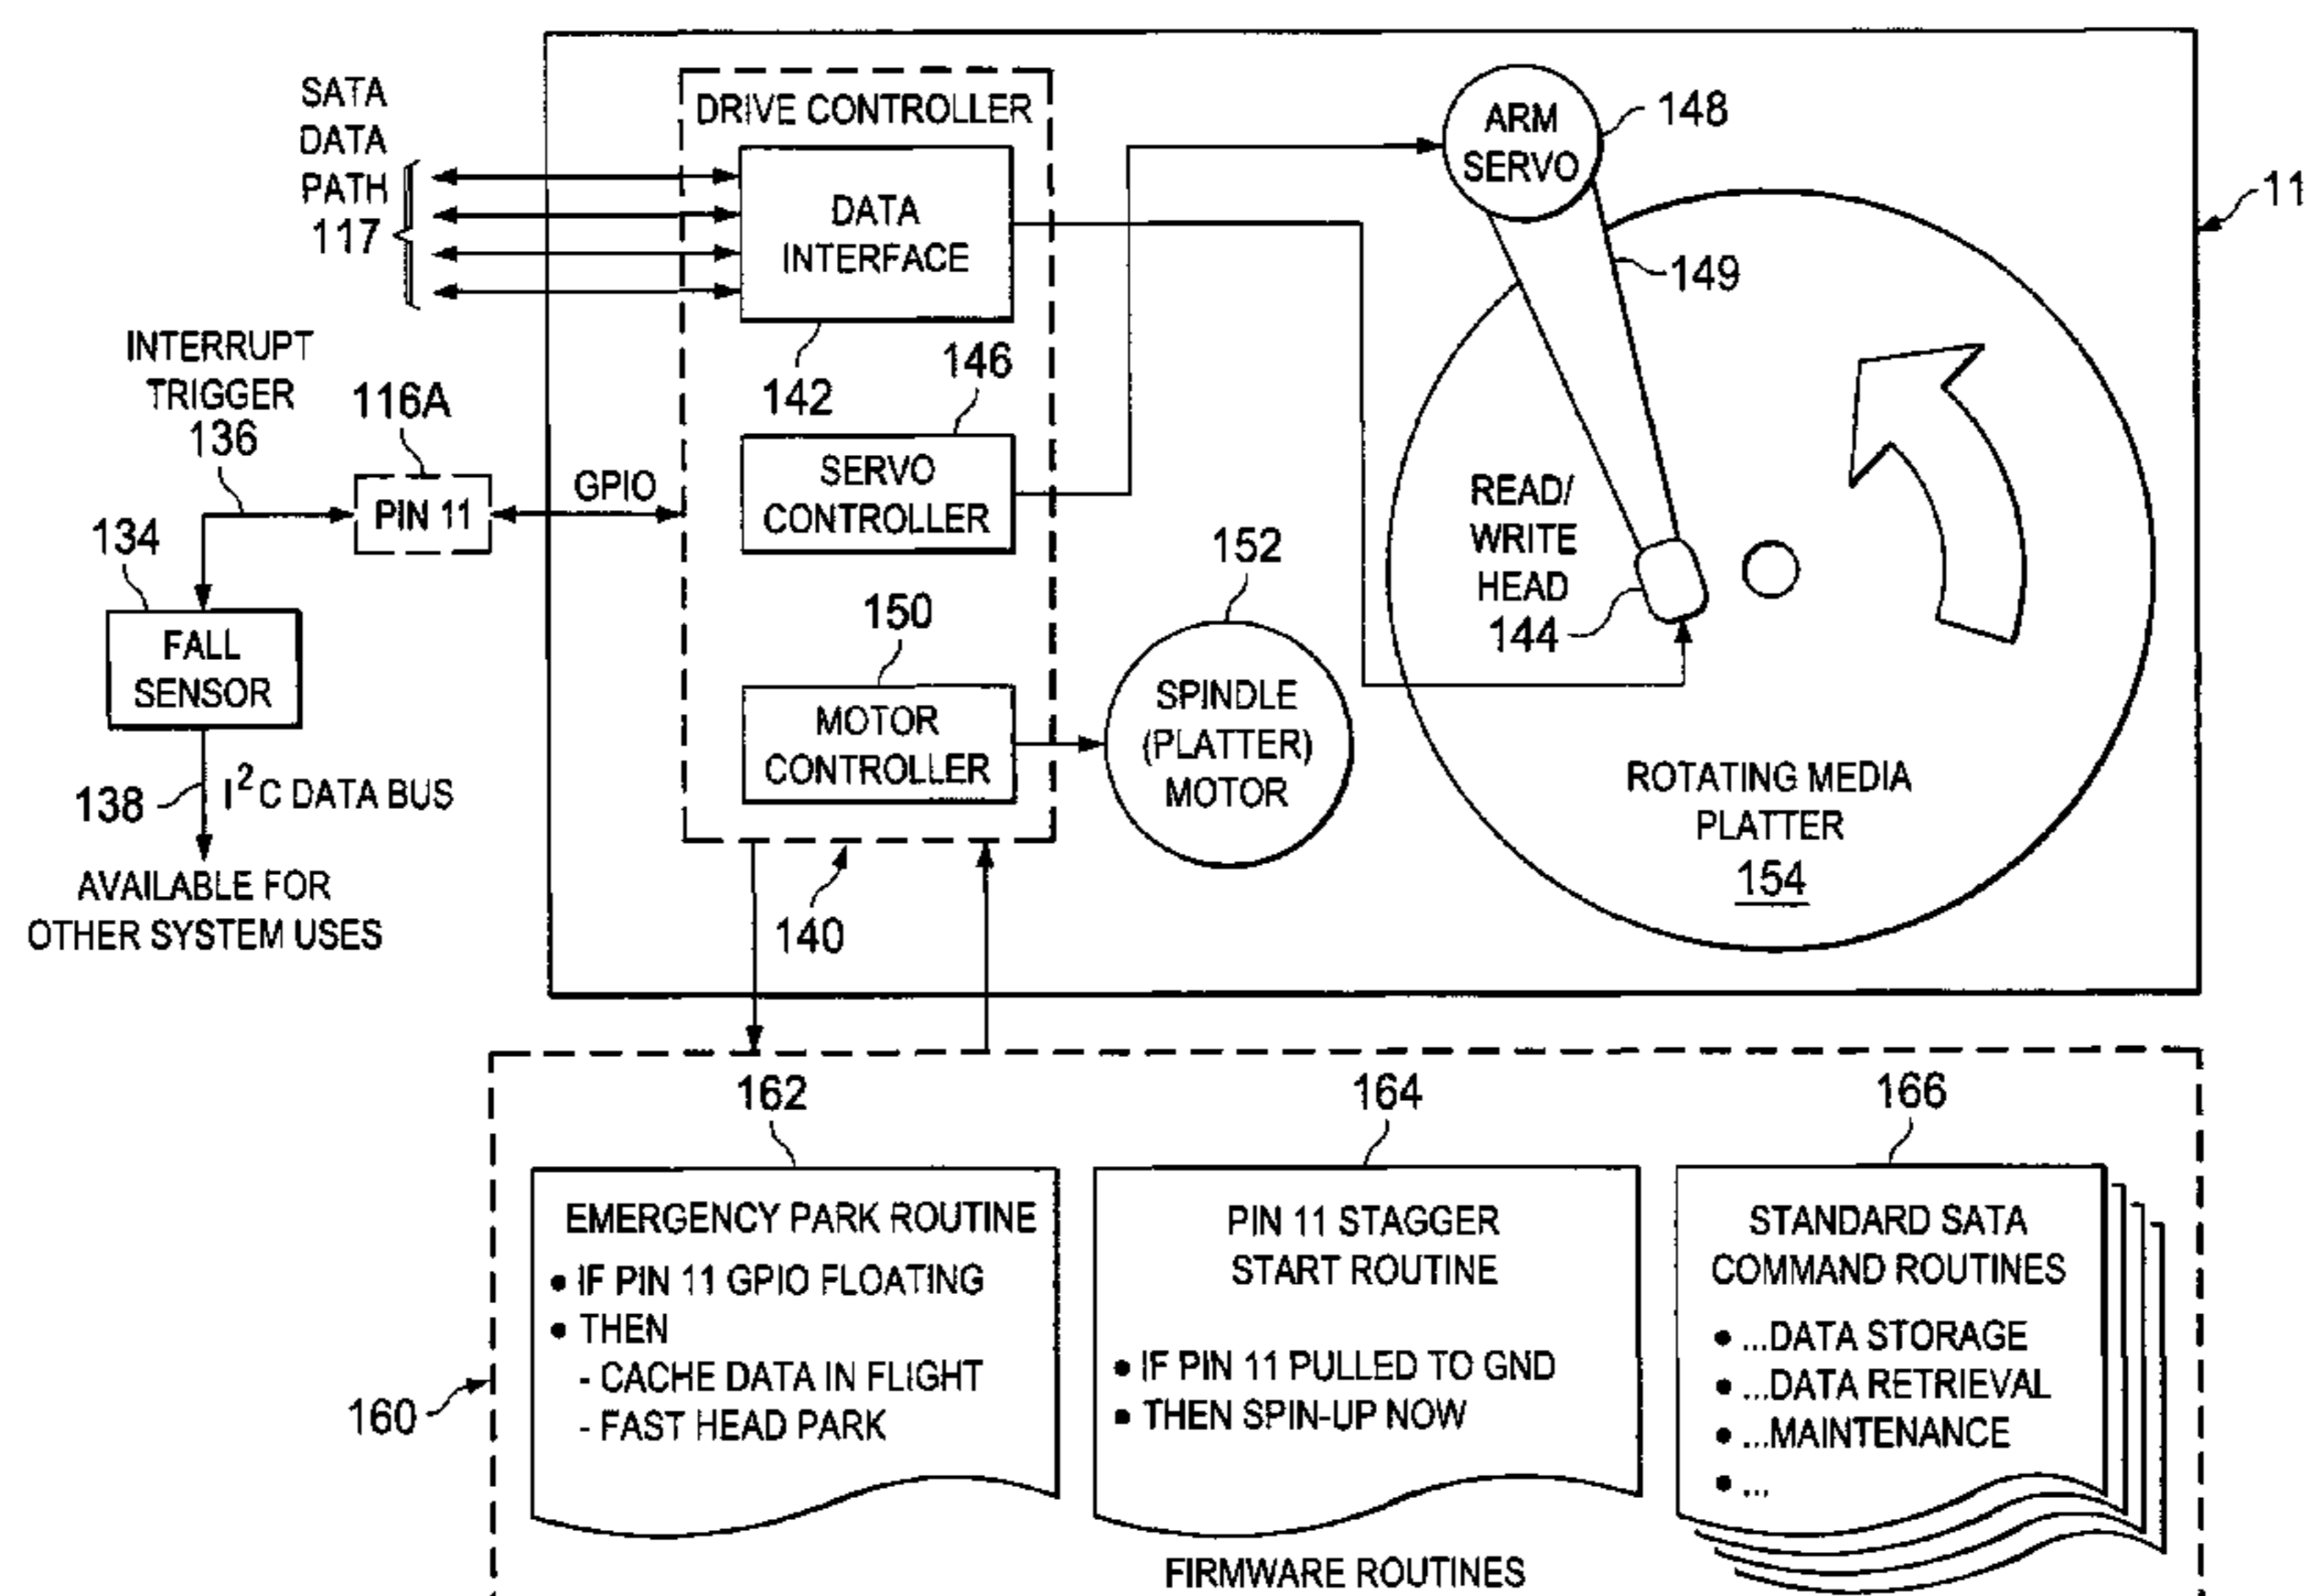 SATA
DATA
PATH
117
DRIVE CONTROLLER
DATA
INTERFACE
142
ARM
SERVO
148
11
149
INTERRUPT
TRIGGER
136
116A
PIN 11
GPIO
146
SERVO
CONTROLLER
134
FALL
SENSOR
138
I²C DATA BUS
AVAILABLE FOR
OTHER SYSTEM USES
150
MOTOR
CONTROLLER
152
SPINDLE
(PLATTER)
MOTOR
READ/
WRITE
HEAD
144
ROTATING MEDIA
PLATTER
154
140
160
162
EMERGENCY PARK ROUTINE
• IF PIN 11 GPIO FLOATING
• THEN
- CACHE DATA IN FLIGHT
- FAST HEAD PARK
164
PIN 11 STAGGER
START ROUTINE
• IF PIN 11 PULLED TO GND
• THEN SPIN-UP NOW
166
STANDARD SATA
COMMAND ROUTINES
• ...DATA STORAGE
• ...DATA RETRIEVAL
• ...MAINTENANCE
• ...
FIRMWARE ROUTINES